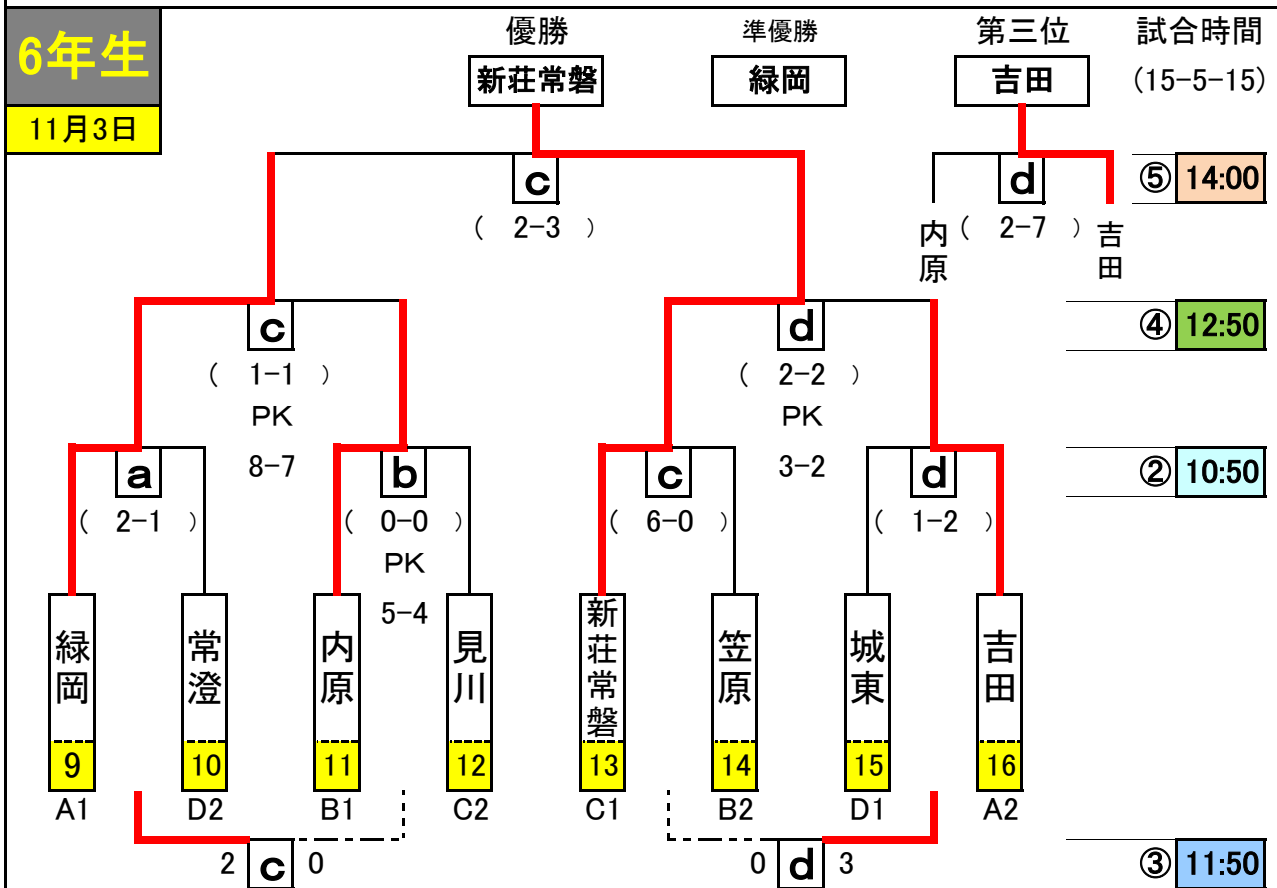 6年生
11月3日
優勝 準優勝 第三位 試合時間
新荘常磐 緑岡 吉田 (15-5-15)
c d ⑤ 14:00
( 2-3 ) 内原 ( 2-7 ) 吉田
c d ④ 12:50
( 1-1 ) ( 2-2 )
PK PK
8-7 3-2
a b c d ② 10:50
( 2-1 ) ( 0-0 ) ( 6-0 ) ( 1-2 )
PK
5-4
緑岡 常澄 内原 見川 新荘常磐 笠原 城東 吉田
9 10 11 12 13 14 15 16
A1 D2 B1 C2 C1 B2 D1 A2
2 c 0 0 d 3 ③ 11:50